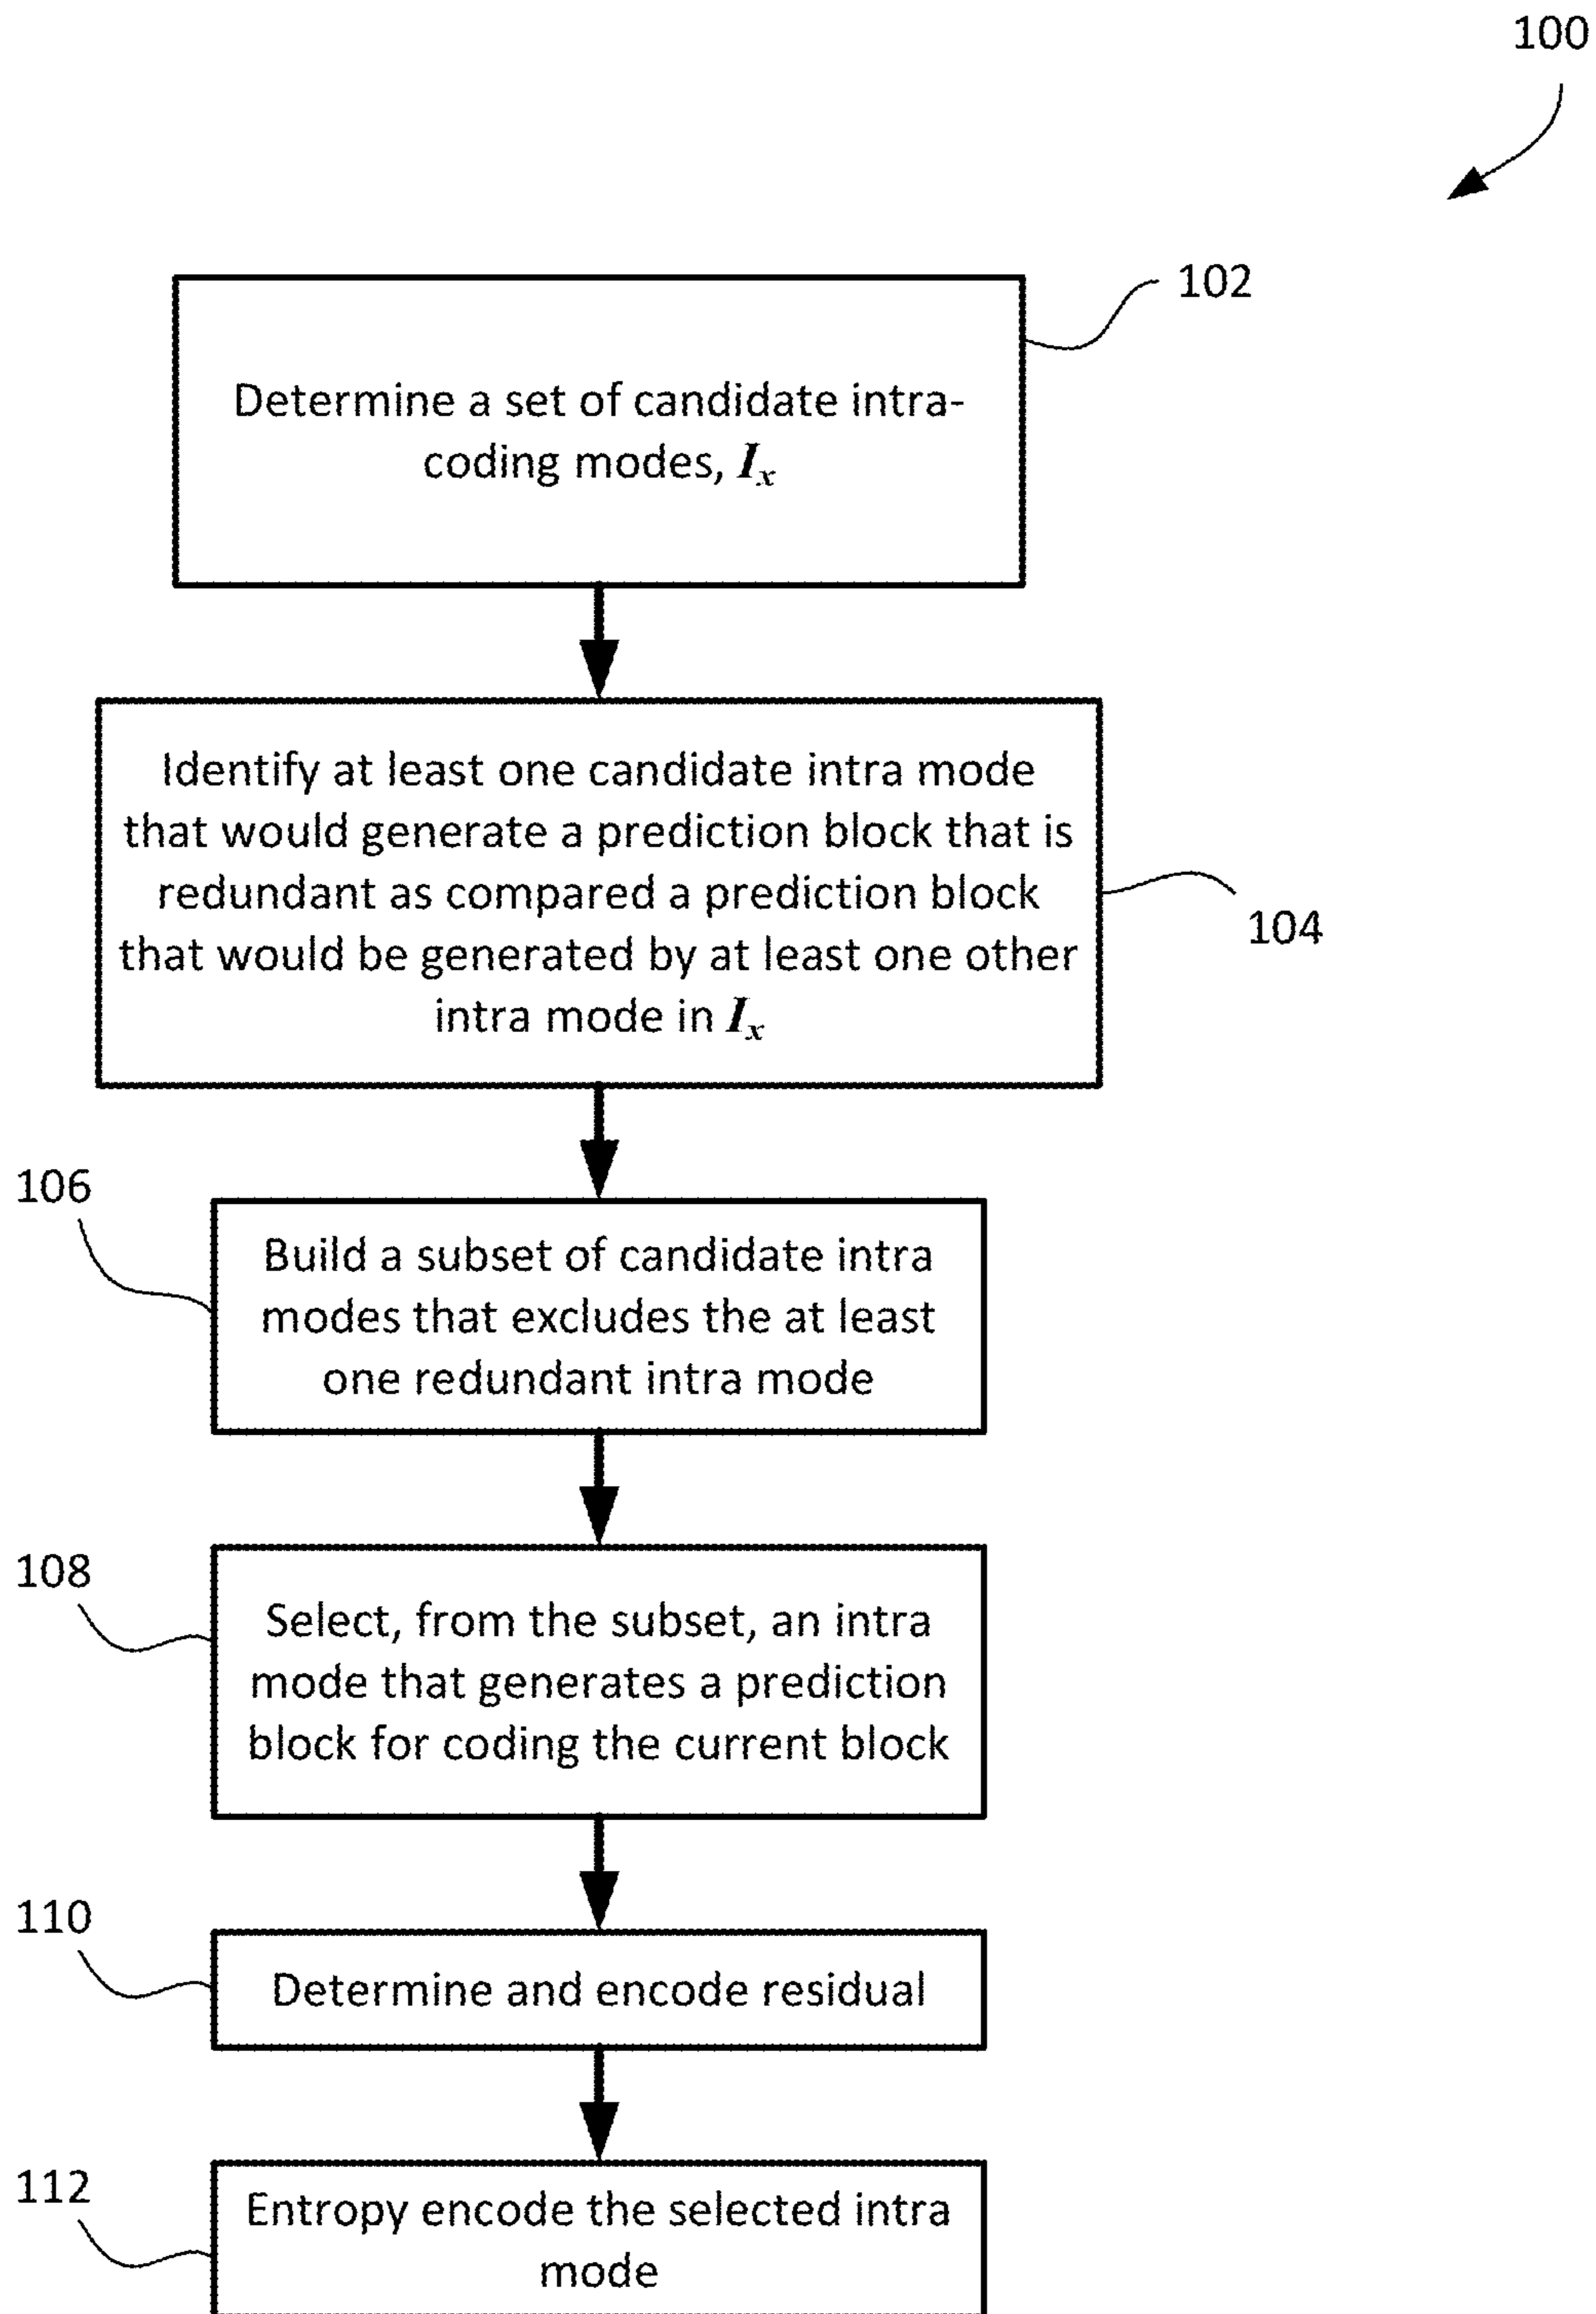 100
102
Determine a set of candidate intra-
coding modes, Iₓ
Identify at least one candidate intra mode
that would generate a prediction block that is
redundant as compared a prediction block
that would be generated by at least one other
intra mode in Iₓ
104
106
Build a subset of candidate intra
modes that excludes the at least
one redundant intra mode
108
Select, from the subset, an intra
mode that generates a prediction
block for coding the current block
110
Determine and encode residual
112
Entropy encode the selected intra
mode